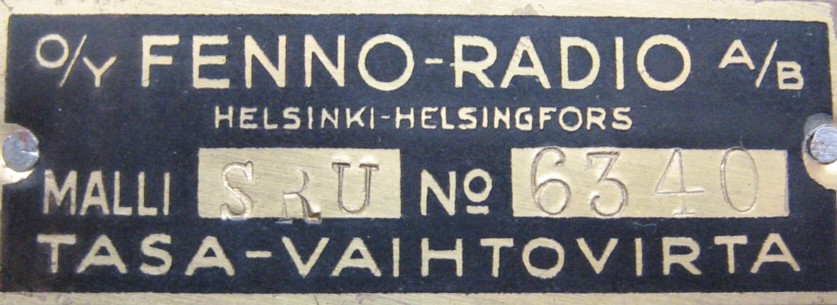 O/Y FENNO-RADIO A/B
HELSINKI-HELSINGFORS
MALLI SRU Nº 6340
TASA-VAIHTOVIRTA